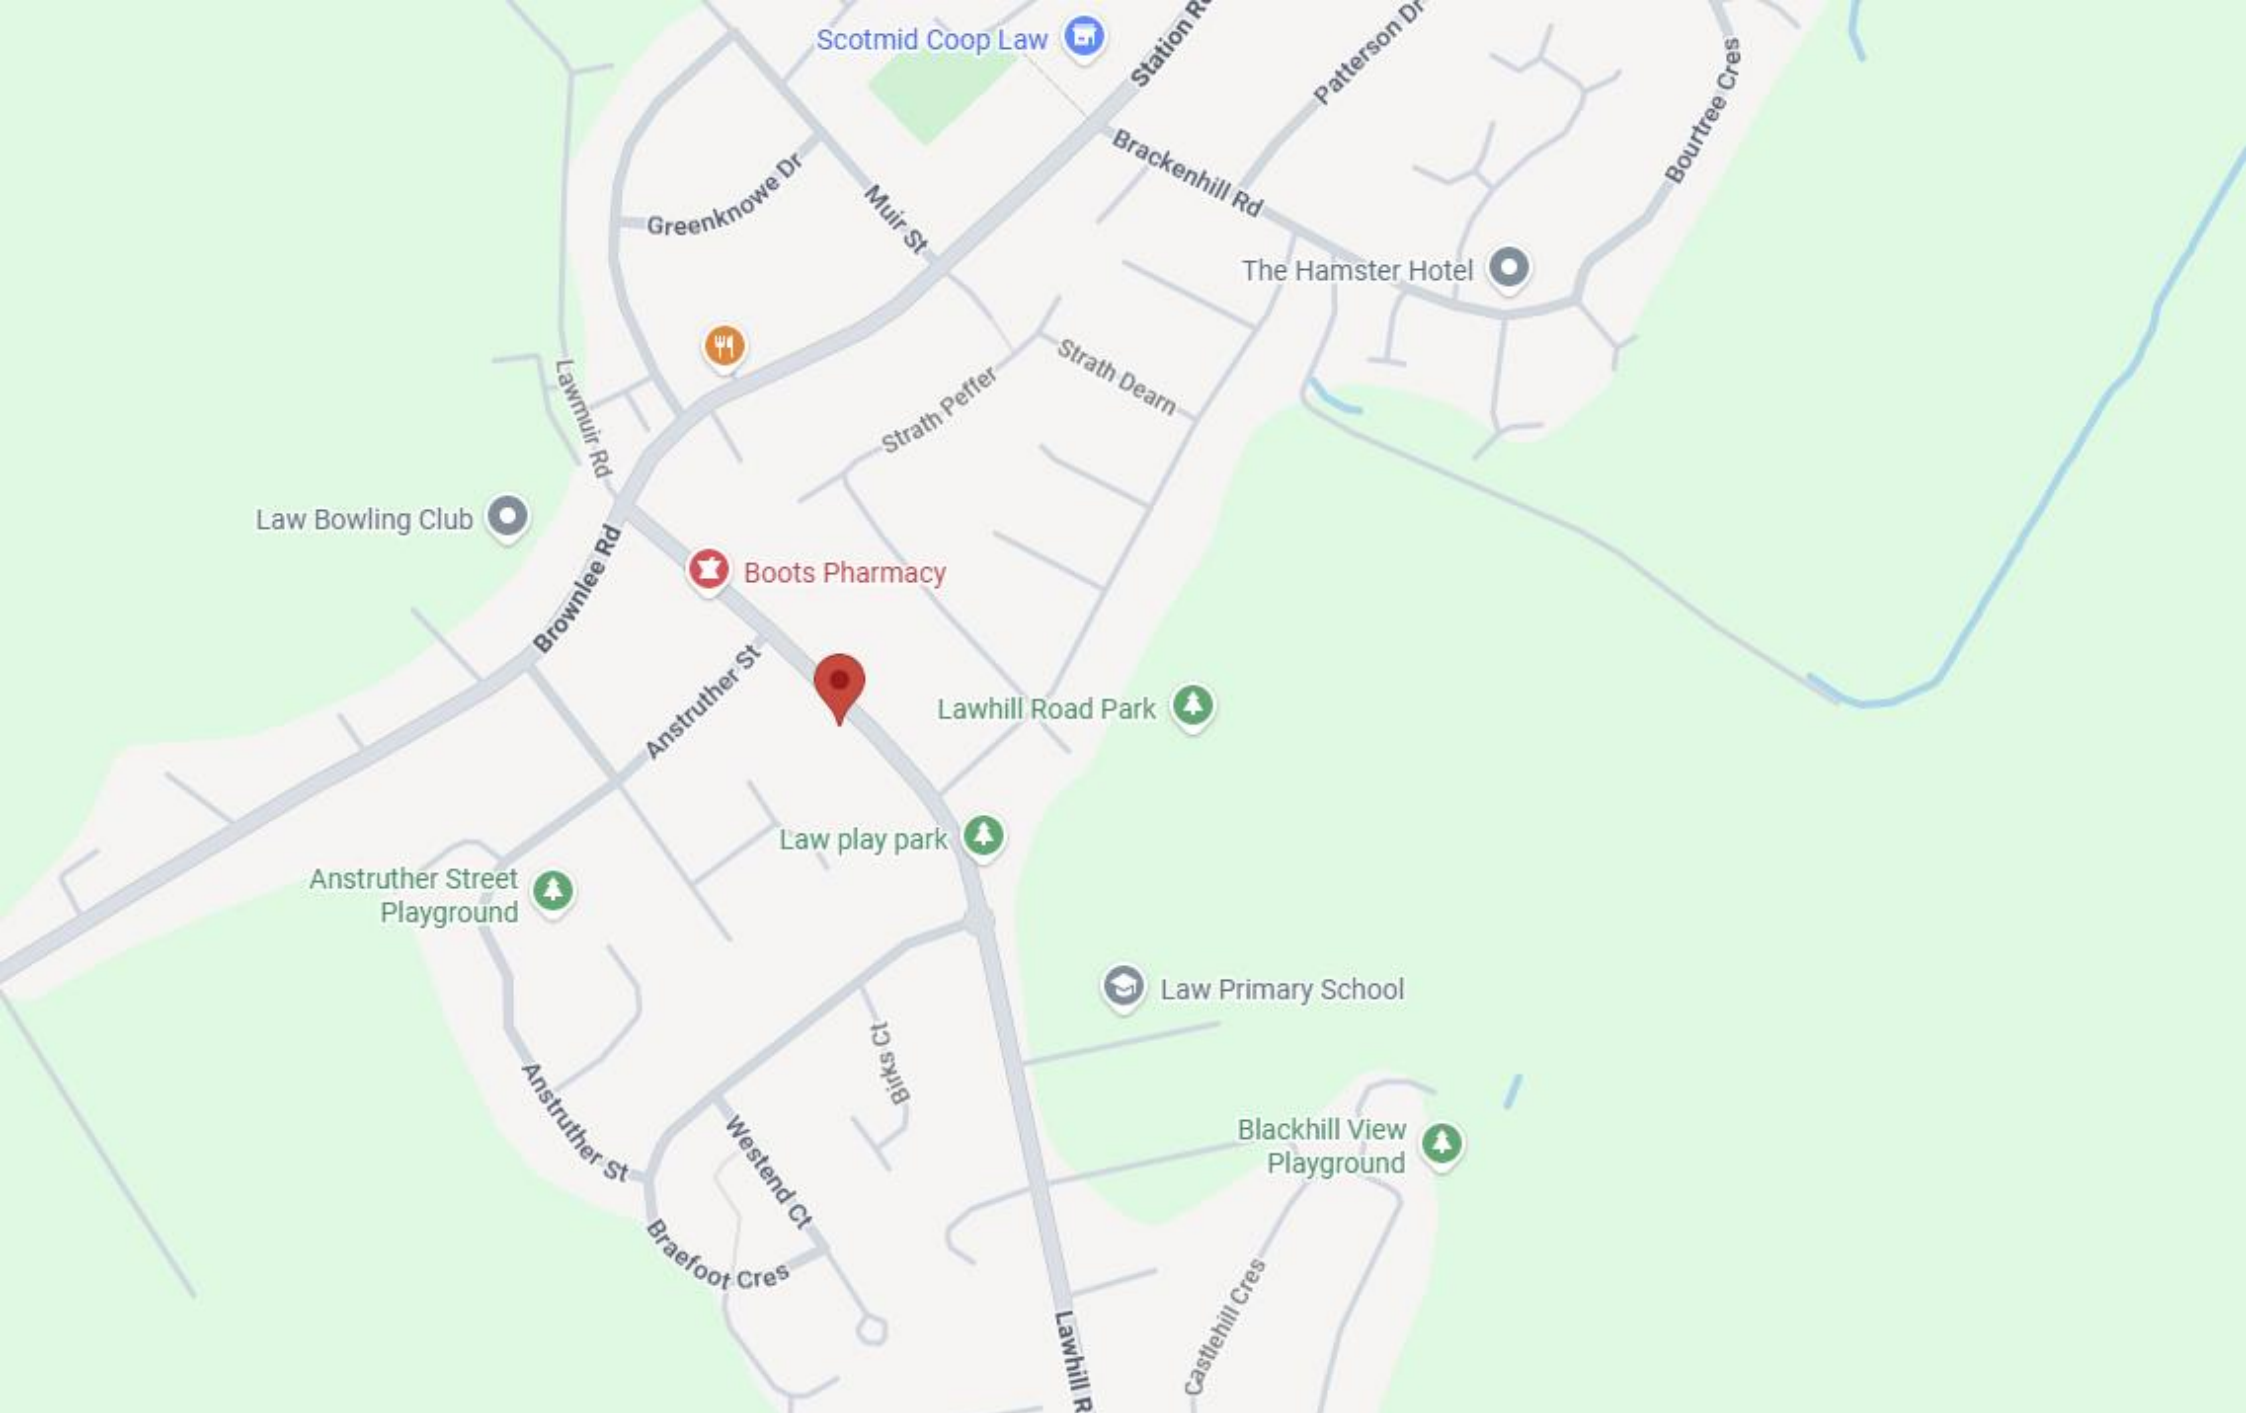 Scotmid Coop Law
Station R
Patterson Dr
Bourtree Cres
Brackenhill Rd
Greenknowe Dr
Muir St
The Hamster Hotel
Strath Dearn
Strath Peffer
Lawmuir Rd
Law Bowling Club
Brownlee Rd
Boots Pharmacy
Anstruther St
Lawhill Road Park
Law play park
Anstruther Street
Playground
Law Primary School
Birks Ct
Anstruther St
Westend Ct
Blackhill View
Playground
Braefoot Cres
Castlehill Cres
Lawhill R